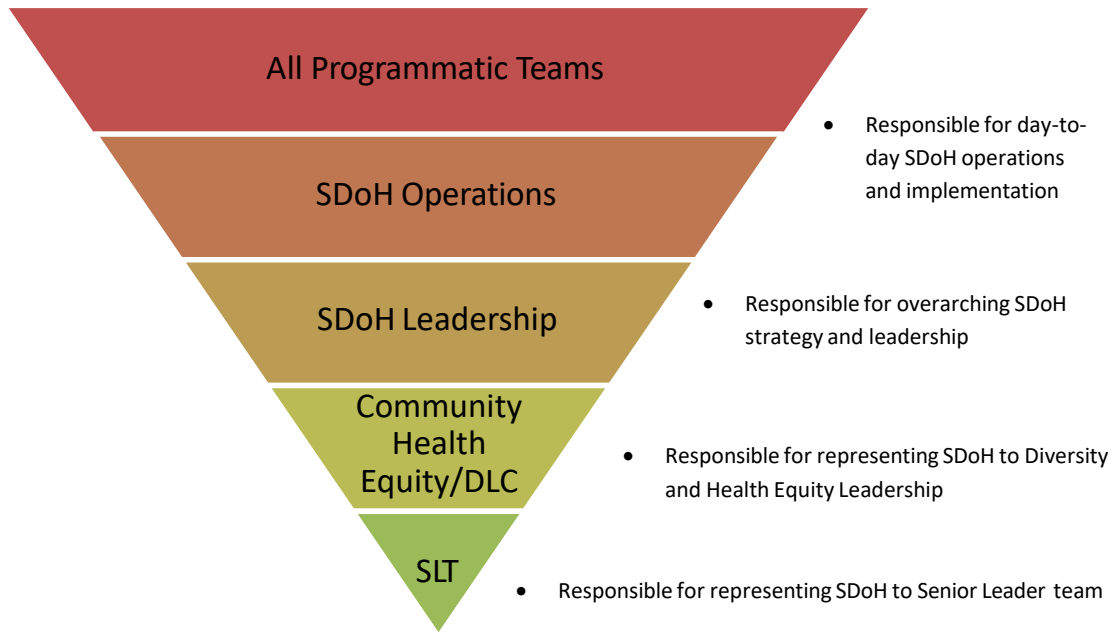 All Programmatic Teams
• Responsible for day-to-
day SDoH operations
and implementation
SDoH Operations
• Responsible for overarching SDoH
strategy and leadership
SDoH Leadership
Community
Health
Equity/DLC
• Responsible for representing SDoH to Diversity
and Health Equity Leadership
SLT
• Responsible for representing SDoH to Senior Leader team